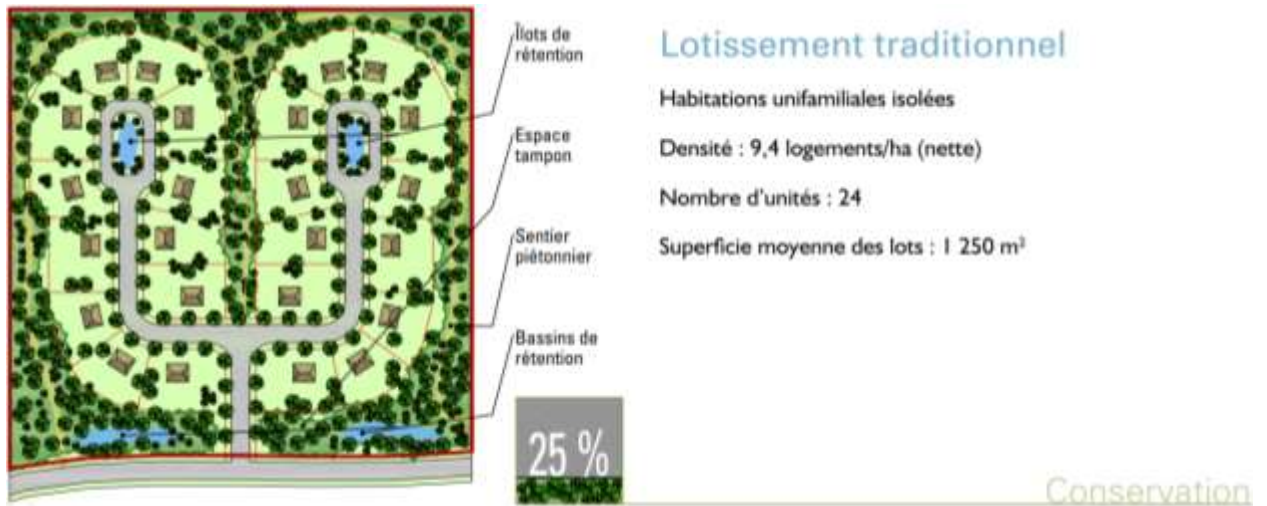 Îlots de
rétention
Espace
tampon
Sentier
piétonnier
Bassins de
rétention
25 %
Lotissement traditionnel
Habitations unifamiliales isolées
Densité : 9,4 logements/ha (nette)
Nombre d'unités : 24
Superficie moyenne des lots : 1 250 m²
Conservation